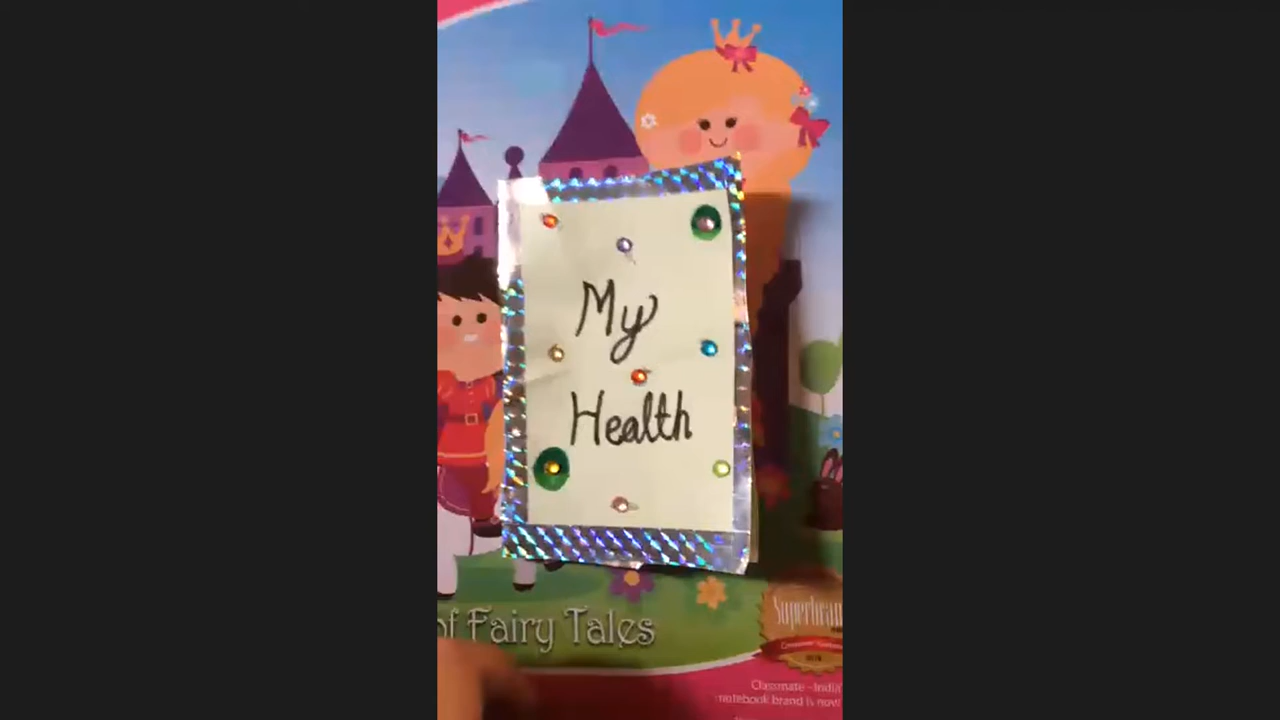 My
Health
of Fairy Tales
Classmate - India'
notebook brand is now